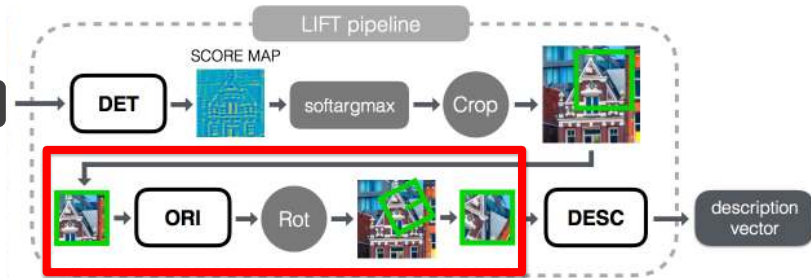 LIFT pipeline
SCORE MAP
DET
softargmax
Crop
ORI
Rot
DESC
description
vector